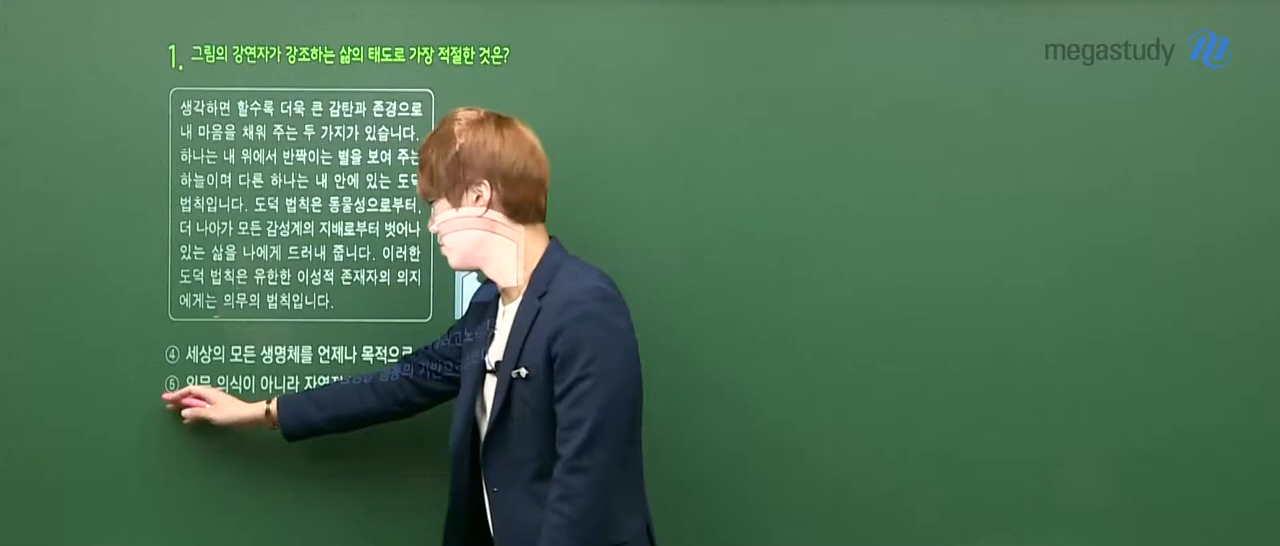 1. 그림의 강연자가 강조하는 삶의 태도로 가장 적절한 것은?
megastudy
생각하면 할수록 더욱 큰 감탄과 존경으로
내 마음을 채워 주는 두 가지가 있습니다.
하나는 내 위에서 반짝이는 별을 보여 주는
하늘이며 다른 하나는 내 안에 있는 도덕
법칙입니다. 도덕 법칙은 동물성으로부터,
더 나아가 모든 감성계의 지배로부터 벗어나
있는 삶을 나에게 드러내 줍니다. 이러한
도덕 법칙은 유한한 이성적 존재자의 의지
에게는 의무의 법칙입니다.
④ 세상의 모든 생명체를 언제나 목적으로
⑤ 의무 의식이 아니라